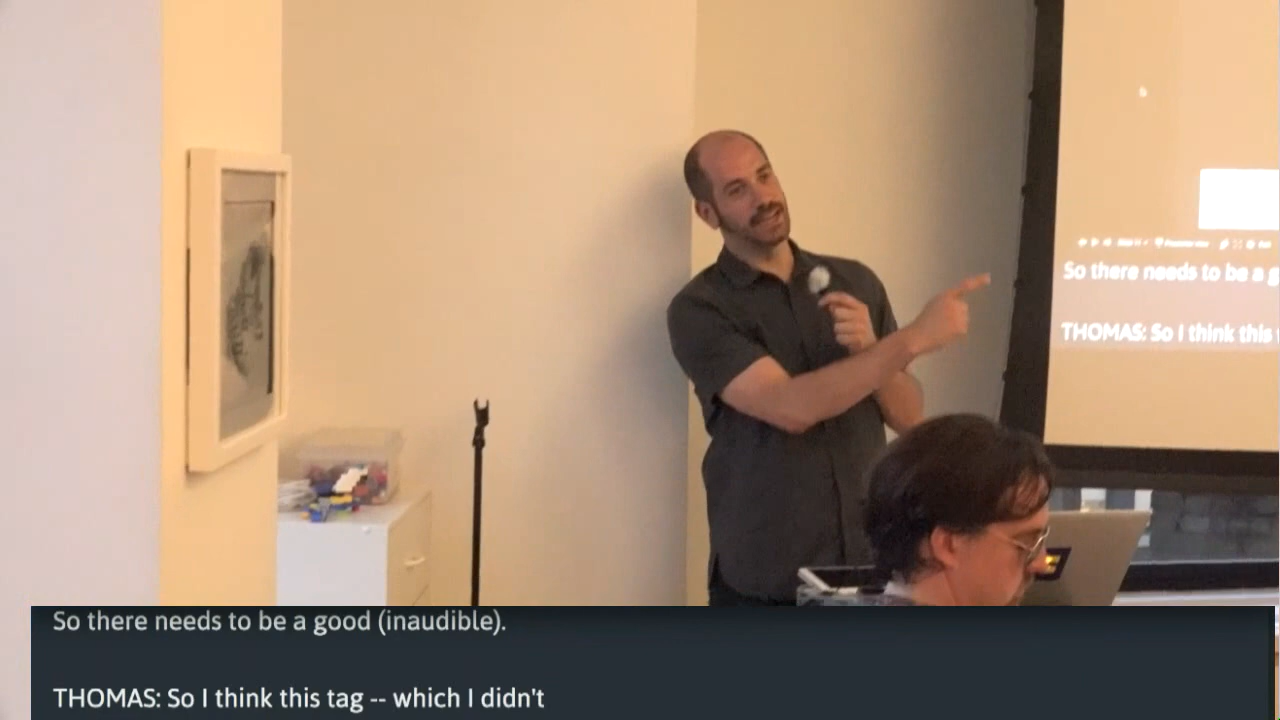 So there needs to be a g
THOMAS: So I think this
So there needs to be a good (inaudible).
THOMAS: So I think this tag -- which I didn't